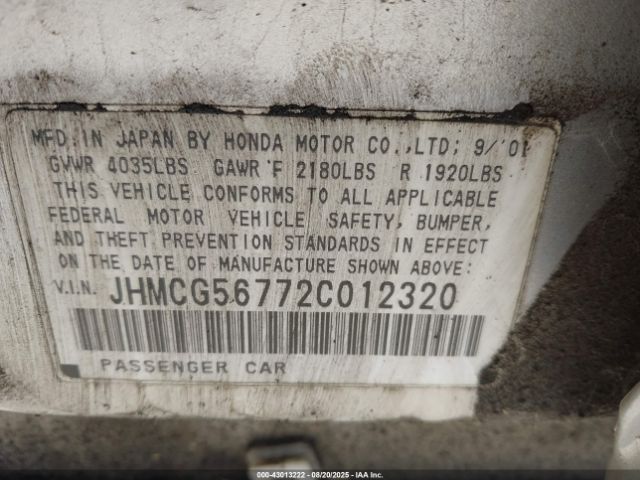 MFD. IN JAPAN BY HONDA MOTOR CO.,LTD; 9/'01
GVWR 4035LBS GAWR F 2180LBS R 1920LBS
THIS VEHICLE CONFORMS TO ALL APPLICABLE
FEDERAL MOTOR VEHICLE SAFETY, BUMPER,
AND THEFT PREVENTION STANDARDS IN EFFECT
ON THE DATE OF MANUFACTURE SHOWN ABOVE:
V.I.N. JHMCG56772C012320
PASSENGER CAR
000-43013222 - 08/20/2025 - IAA Inc.